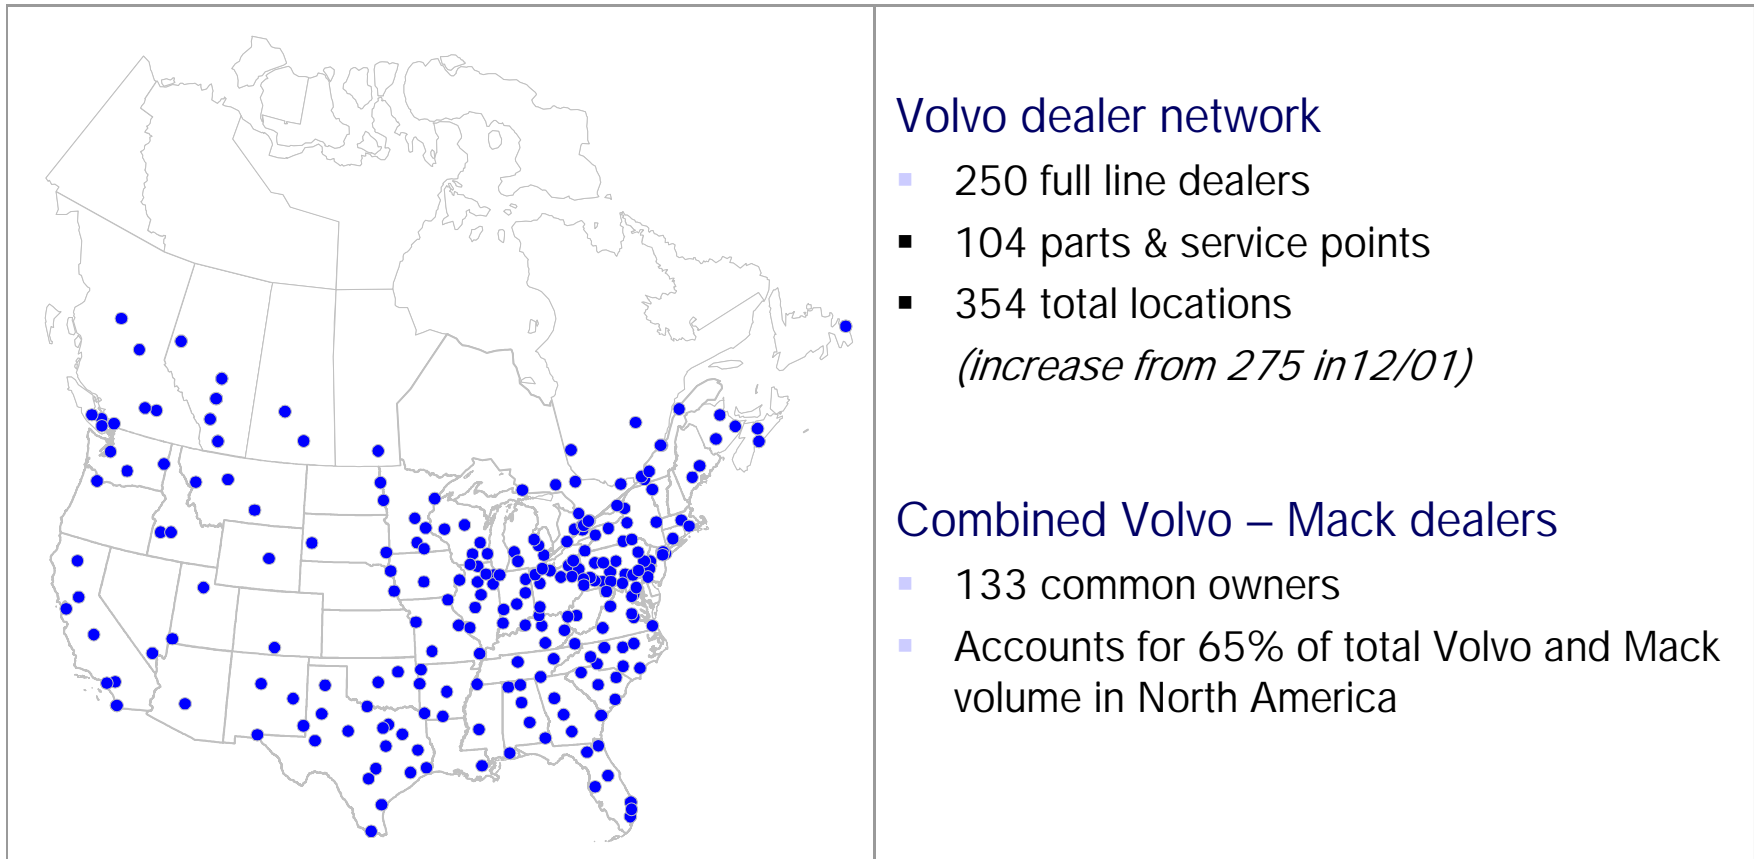 Volvo dealer network
▪ 250 full line dealers
▪ 104 parts & service points
▪ 354 total locations
(increase from 275 in12/01)
Combined Volvo – Mack dealers
▪ 133 common owners
▪ Accounts for 65% of total Volvo and Mack
volume in North America